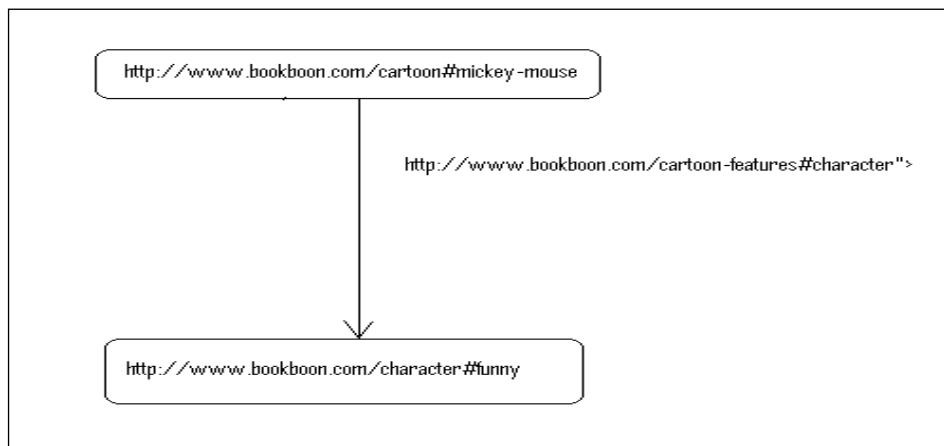 http://www.bookboon.com/cartoon#mickey-mouse
http://www.bookboon.com/cartoon-features#character">
http://www.bookboon.com/character#funny